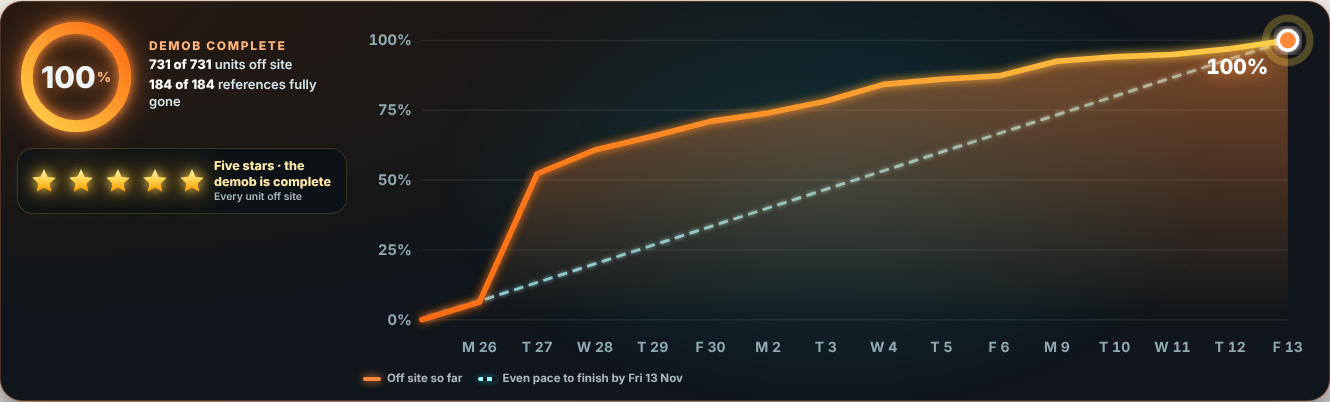 100%
DEMOB COMPLETE
731 of 731 units off site
184 of 184 references fully
gone
Five stars · the
demob is complete
Every unit off site
100%
75%
50%
25%
0%
100%
M 26 T 27 W 28 T 29 F 30 M 2 T 3 W 4 T 5 F 6 M 9 T 10 W 11 T 12 F 13
Off site so far Even pace to finish by Fri 13 Nov